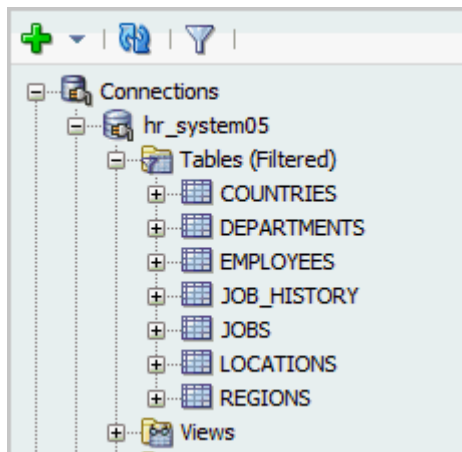 Connections
hr_system05
Tables (Filtered)
COUNTRIES
DEPARTMENTS
EMPLOYEES
JOB_HISTORY
JOBS
LOCATIONS
REGIONS
Views